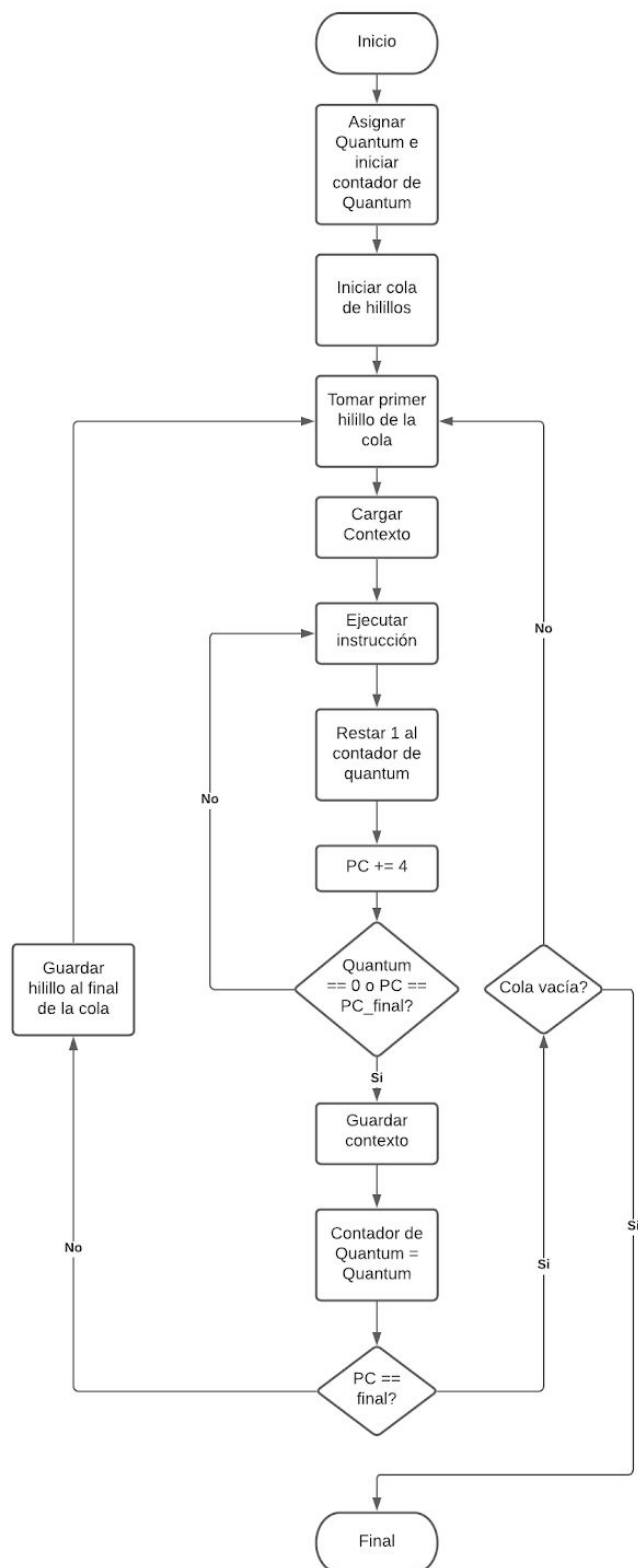 Inicio
Asignar
Quantum e
iniciar
contador de
Quantum
Iniciar cola
de hilillos
Tomar primer
hilillo de la
cola
Cargar
Contexto
Ejecutar
instrucción
No
Restar 1 al
contador de
quantum
No
PC += 4
Guardar
hilillo al final
de la cola
Quantum
== 0 o PC ==
PC_final?
Cola vacía?
Si
Guardar
contexto
Contador de
Quantum =
Quantum
No
Si
Si
PC ==
final?
Final